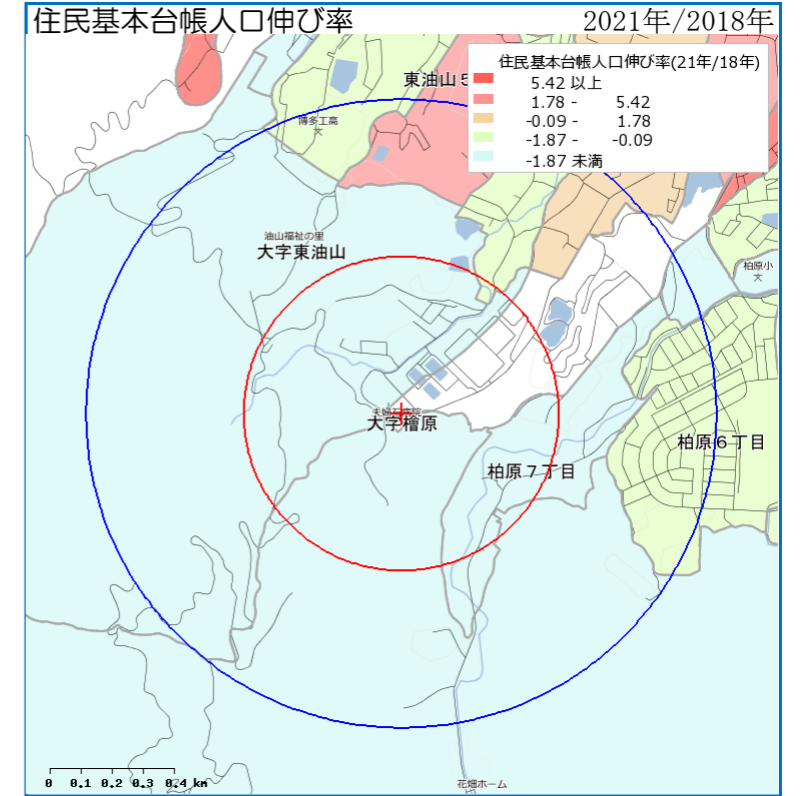 住民基本台帳人口伸び率
2021年/2018年
住民基本台帳人口伸び率(21年/18年)
5.42 以上
1.78 - 5.42
-0.09 - 1.78
-1.87 - -0.09
-1.87 未満
東油山5
博多工高
文
油山福祉の里
大字東油山
柏原小
文
大字檜原
柏原6丁目
柏原7丁目
花畑ホーム
0 0.1 0.2 0.3 0.4 km